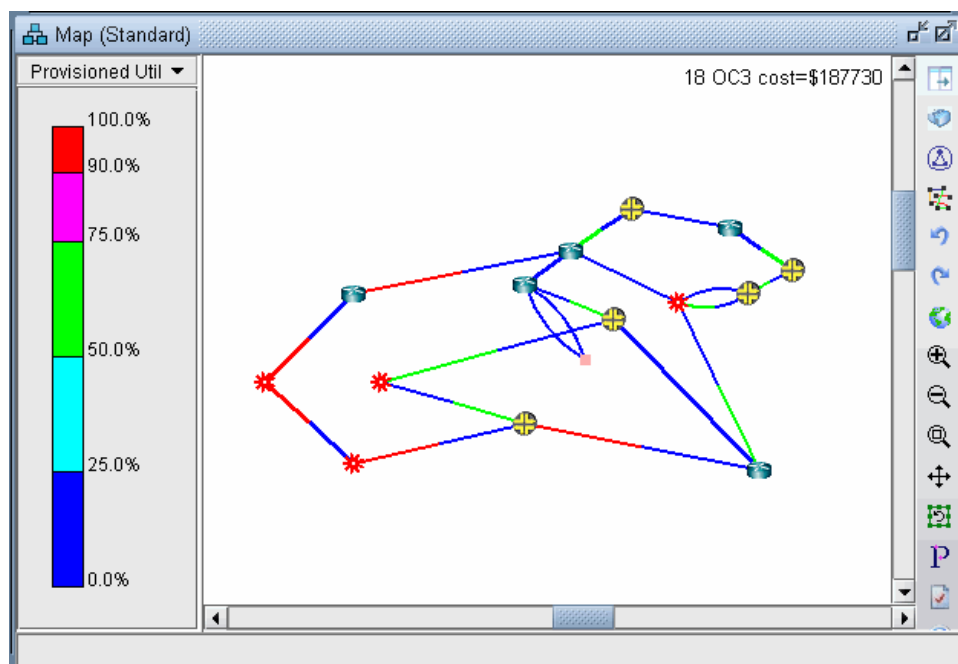 Map (Standard)
Provisioned Util
18 OC3 cost=$187730
100.0%
90.0%
75.0%
50.0%
25.0%
0.0%
P